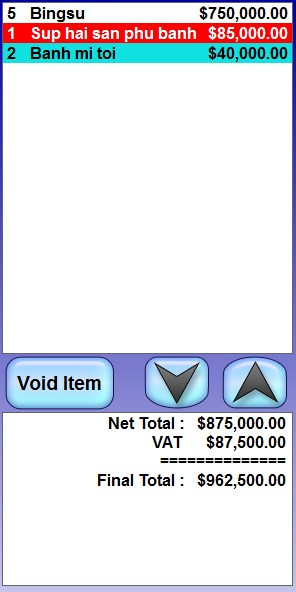 5 Bingsu $750,000.00
1 Sup hai san phu banh $85,000.00
2 Banh mi toi $40,000.00
Void Item
Net Total : $875,000.00
VAT $87,500.00
==============
Final Total : $962,500.00